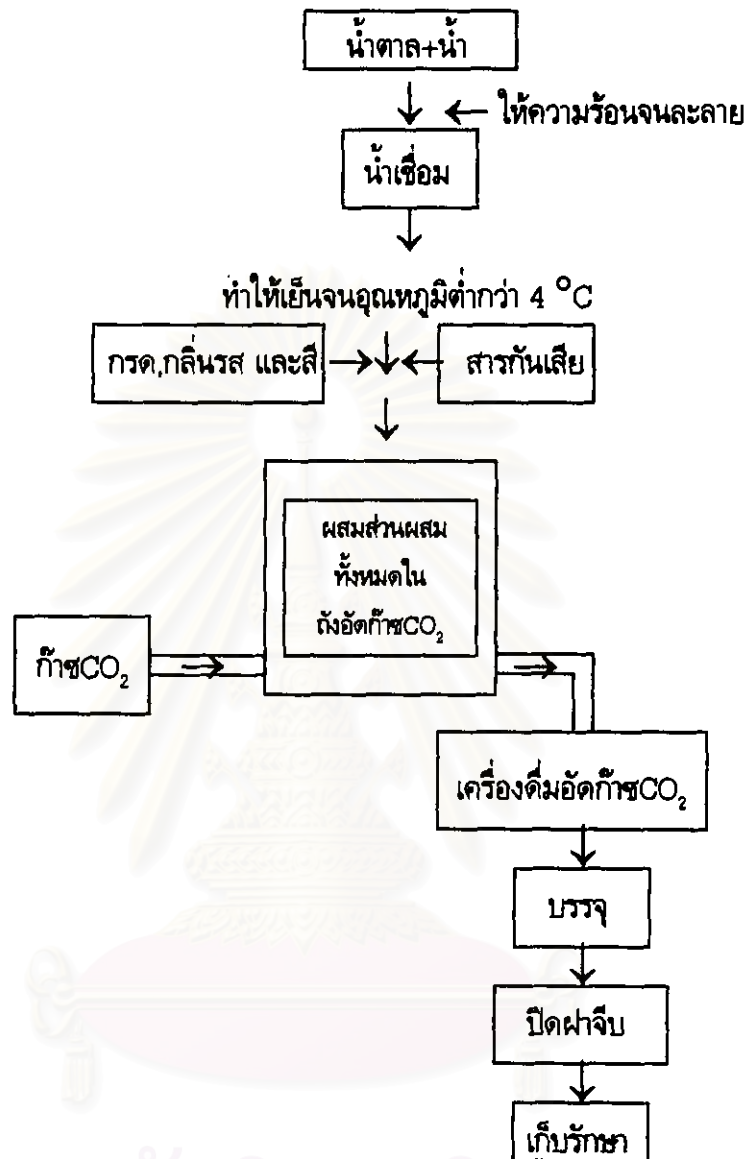 น้ำตาล+น้ำ
ให้ความร้อนจนละลาย
น้ำเชื่อม
ทำให้เย็นจนอุณหภูมิต่ำกว่า 4 °C
กรด,กลิ่นรส และสี
สารกันเสีย
ผสมส่วนผสม
ทั้งหมดใน
ถังอัดก๊าซCO₂
ก๊าซCO₂
เครื่องดื่มอัดก๊าซCO₂
บรรจุ
ปิดฝาจีบ
เก็บรักษา